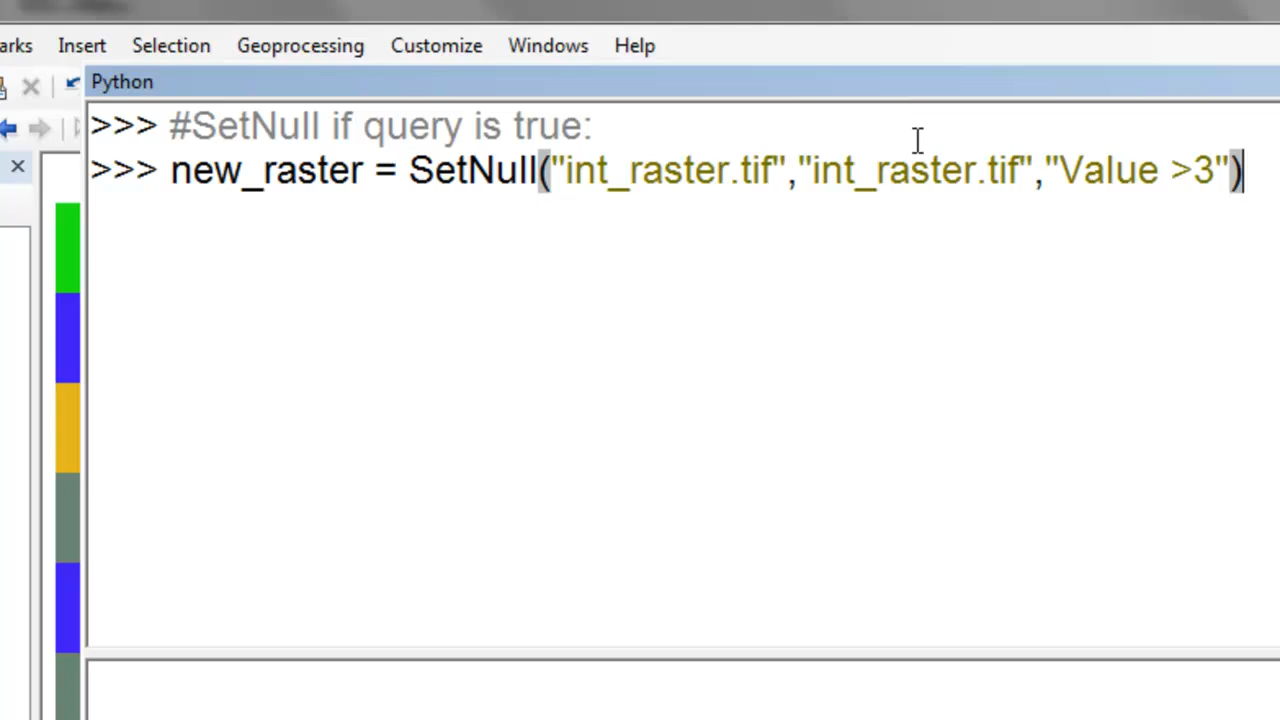 arks Insert Selection Geoprocessing Customize Windows Help
Python
>>> #SetNull if query is true:
>>> new_raster = SetNull("int_raster.tif","int_raster.tif","Value >3")